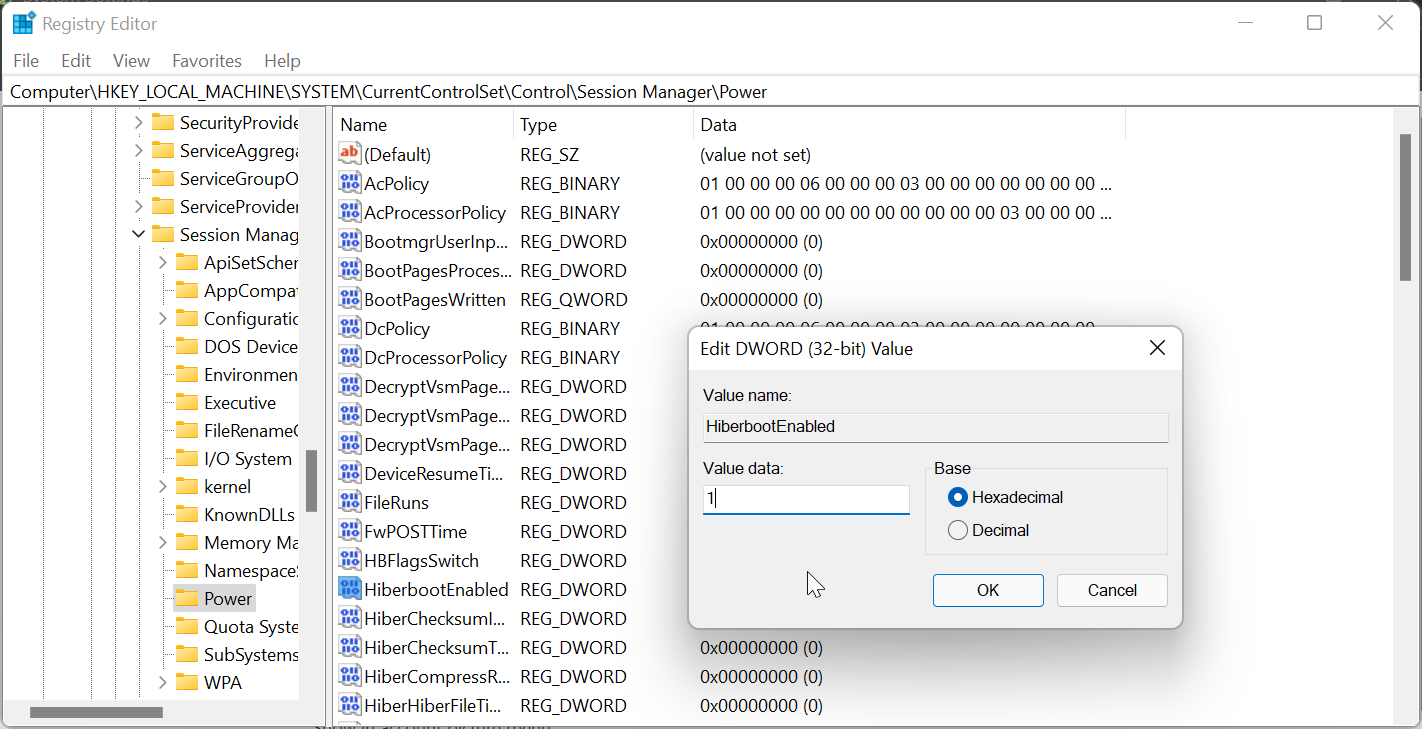 Registry Editor
File Edit View Favorites Help
Computer\HKEY_LOCAL_MACHINE\SYSTEM\CurrentControlSet\Control\Session Manager\Power
SecurityProvide
ServiceAggrega
ServiceGroupO
ServiceProvider
Session Manag
ApiSetSchem
AppCompat
Configuratio
DOS Device
Environmen
Executive
FileRenameO
I/O System
kernel
KnownDLLs
Memory Ma
NamespaceS
Power
Quota Syste
SubSystems
WPA
Name Type Data
(Default) REG_SZ (value not set)
AcPolicy REG_BINARY 01 00 00 00 06 00 00 00 03 00 00 00 00 00 00 00 ...
AcProcessorPolicy REG_BINARY 01 00 00 00 00 00 00 00 00 00 00 00 03 00 00 00 ...
BootmgrUserInp... REG_DWORD 0x00000000 (0)
BootPagesProces... REG_DWORD 0x00000000 (0)
BootPagesWritten REG_QWORD 0x00000000 (0)
DcPolicy REG_BINARY
DcProcessorPolicy REG_BINARY
DecryptVsmPage... REG_DWORD
DecryptVsmPage... REG_DWORD
DecryptVsmPage... REG_DWORD
DeviceResumeTi... REG_DWORD
FileRuns REG_DWORD
FwPOSTTime REG_DWORD
HBFlagsSwitch REG_DWORD
HiberbootEnabled REG_DWORD
HiberChecksumI... REG_DWORD
HiberChecksumT... REG_DWORD 0x00000000 (0)
HiberCompressR... REG_DWORD 0x00000000 (0)
HiberHiberFileTi... REG_DWORD 0x00000000 (0)
Edit DWORD (32-bit) Value
Value name:
HiberbootEnabled
Value data:
1
Base
Hexadecimal
Decimal
OK Cancel